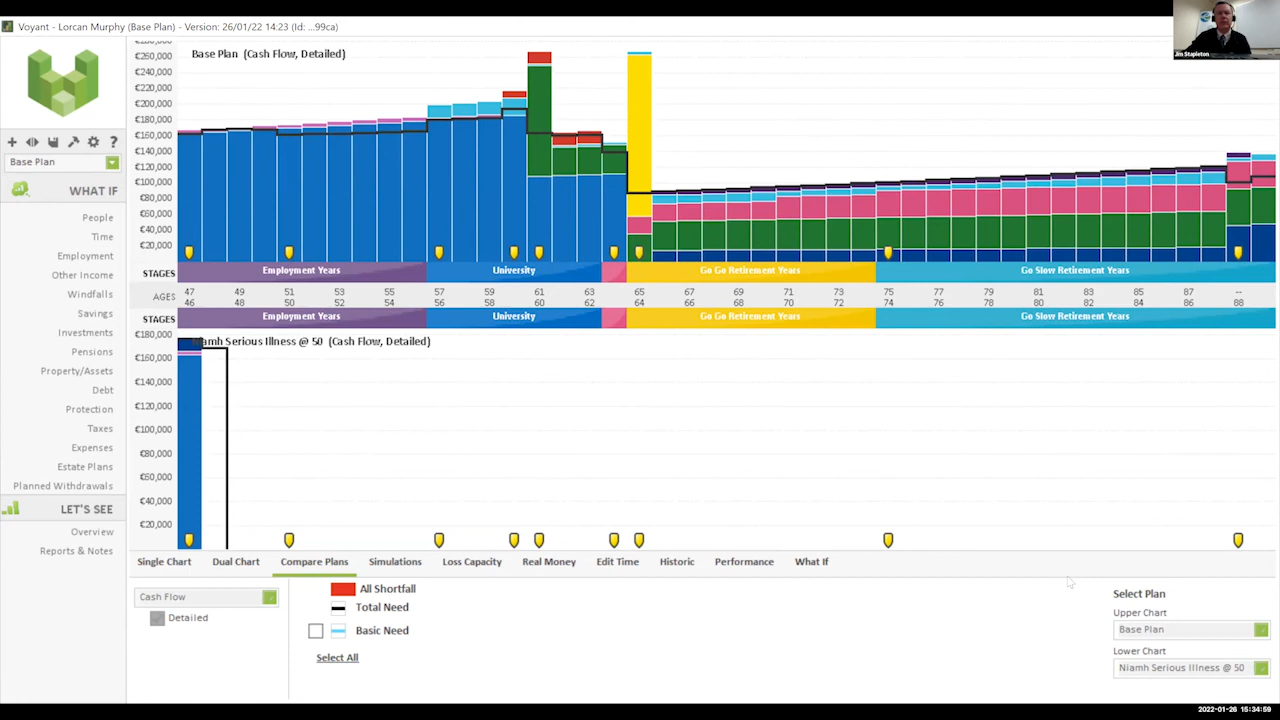 Voyant - Lorcan Murphy (Base Plan) - Version: 26/01/22 14:23 (Id: ...99ca)
Jim Stapleton
Base Plan
WHAT IF
People
Time
Employment
Other Income
Windfalls
Savings
Investments
Pensions
Property/Assets
Debt
Protection
Taxes
Expenses
Estate Plans
Planned Withdrawals
LET'S SEE
Overview
Reports & Notes
Base Plan (Cash Flow, Detailed)
€260,000
€240,000
€220,000
€200,000
€180,000
€160,000
€140,000
€120,000
€100,000
€80,000
€60,000
€40,000
€20,000
STAGES Employment Years University Go Go Retirement Years Go Slow Retirement Years
AGES
47 49 51 53 55 57 59 61 63 65 67 69 71 73 75 77 79 81 83 85 87 --
46 48 50 52 54 56 58 60 62 64 66 68 70 72 74 76 78 80 82 84 86 88
STAGES Employment Years University Go Go Retirement Years Go Slow Retirement Years
Niamh Serious Illness @ 50 (Cash Flow, Detailed)
€180,000
€160,000
€140,000
€120,000
€100,000
€80,000
€60,000
€40,000
€20,000
Single Chart Dual Chart Compare Plans Simulations Loss Capacity Real Money Edit Time Historic Performance What If
Cash Flow
Detailed
All Shortfall
Total Need
Basic Need
Select All
Select Plan
Upper Chart
Base Plan
Lower Chart
Niamh Serious Illness @ 50
2022-01-26 15:34:59